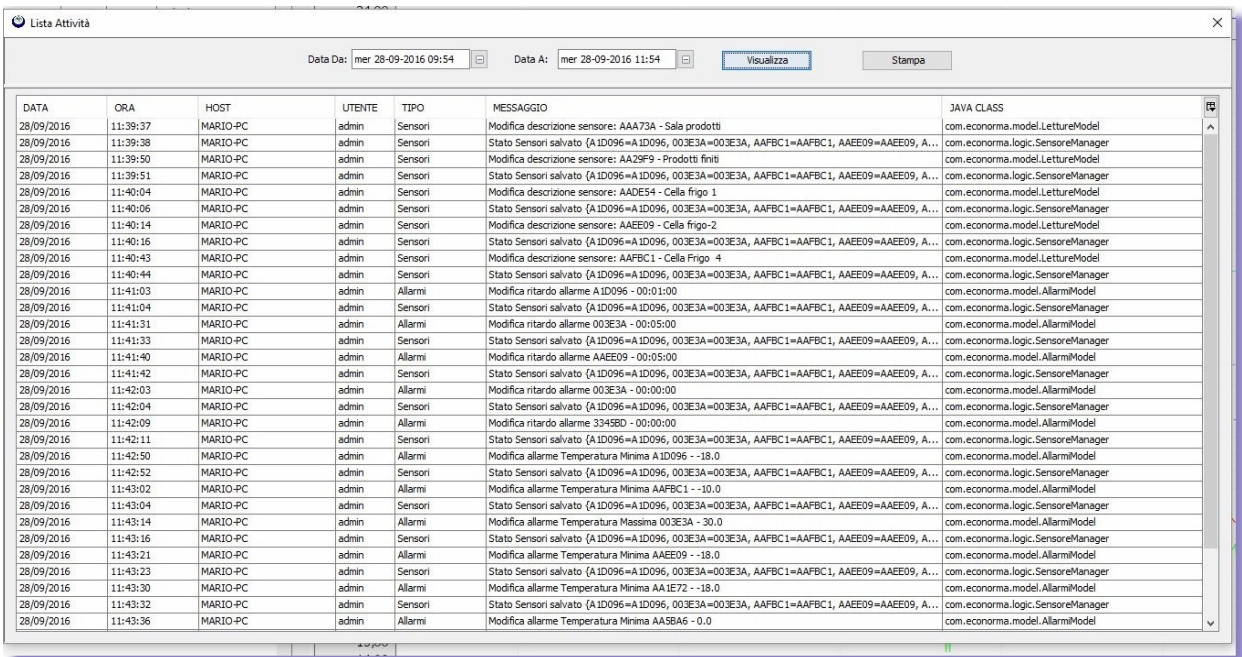 Lista Attività
Data Da: mer 28-09-2016 09:54 Data A: mer 28-09-2016 11:54 Visualizza Stampa
DATA ORA HOST UTENTE TIPO MESSAGGIO JAVA CLASS
28/09/2016 11:39:37 MARIO-PC admin Sensori Modifica descrizione sensore: AAA73A - Sala prodotti com.econorma.model.LettureModel
28/09/2016 11:39:38 MARIO-PC admin Sensori Stato Sensori salvato {A1D096=A1D096, 003E3A=003E3A, AAFBC1=AAFBC1, AAEE09=AAEE09, A... com.econorma.logic.SensoreManager
28/09/2016 11:39:50 MARIO-PC admin Sensori Modifica descrizione sensore: AA29F9 - Prodotti finiti com.econorma.model.LettureModel
28/09/2016 11:39:51 MARIO-PC admin Sensori Stato Sensori salvato {A1D096=A1D096, 003E3A=003E3A, AAFBC1=AAFBC1, AAEE09=AAEE09, A... com.econorma.logic.SensoreManager
28/09/2016 11:40:04 MARIO-PC admin Sensori Modifica descrizione sensore: AADE54 - Cella frigo 1 com.econorma.model.LettureModel
28/09/2016 11:40:06 MARIO-PC admin Sensori Stato Sensori salvato {A1D096=A1D096, 003E3A=003E3A, AAFBC1=AAFBC1, AAEE09=AAEE09, A... com.econorma.logic.SensoreManager
28/09/2016 11:40:14 MARIO-PC admin Sensori Modifica descrizione sensore: AAEE09 - Cella frigo-2 com.econorma.model.LettureModel
28/09/2016 11:40:16 MARIO-PC admin Sensori Stato Sensori salvato {A1D096=A1D096, 003E3A=003E3A, AAFBC1=AAFBC1, AAEE09=AAEE09, A... com.econorma.logic.SensoreManager
28/09/2016 11:40:43 MARIO-PC admin Sensori Modifica descrizione sensore: AAFBC1 - Cella Frigo 4 com.econorma.model.LettureModel
28/09/2016 11:40:44 MARIO-PC admin Sensori Stato Sensori salvato {A1D096=A1D096, 003E3A=003E3A, AAFBC1=AAFBC1, AAEE09=AAEE09, A... com.econorma.logic.SensoreManager
28/09/2016 11:41:03 MARIO-PC admin Allarmi Modifica ritardo allarme A1D096 - 00:01:00 com.econorma.model.AllarmiModel
28/09/2016 11:41:04 MARIO-PC admin Sensori Stato Sensori salvato {A1D096=A1D096, 003E3A=003E3A, AAFBC1=AAFBC1, AAEE09=AAEE09, A... com.econorma.logic.SensoreManager
28/09/2016 11:41:31 MARIO-PC admin Allarmi Modifica ritardo allarme 003E3A - 00:05:00 com.econorma.model.AllarmiModel
28/09/2016 11:41:33 MARIO-PC admin Sensori Stato Sensori salvato {A1D096=A1D096, 003E3A=003E3A, AAFBC1=AAFBC1, AAEE09=AAEE09, A... com.econorma.logic.SensoreManager
28/09/2016 11:41:40 MARIO-PC admin Allarmi Modifica ritardo allarme AAEE09 - 00:05:00 com.econorma.model.AllarmiModel
28/09/2016 11:41:42 MARIO-PC admin Sensori Stato Sensori salvato {A1D096=A1D096, 003E3A=003E3A, AAFBC1=AAFBC1, AAEE09=AAEE09, A... com.econorma.logic.SensoreManager
28/09/2016 11:42:03 MARIO-PC admin Allarmi Modifica ritardo allarme 003E3A - 00:00:00 com.econorma.model.AllarmiModel
28/09/2016 11:42:04 MARIO-PC admin Sensori Stato Sensori salvato {A1D096=A1D096, 003E3A=003E3A, AAFBC1=AAFBC1, AAEE09=AAEE09, A... com.econorma.logic.SensoreManager
28/09/2016 11:42:09 MARIO-PC admin Allarmi Modifica ritardo allarme 3345BD - 00:00:00 com.econorma.model.AllarmiModel
28/09/2016 11:42:11 MARIO-PC admin Sensori Stato Sensori salvato {A1D096=A1D096, 003E3A=003E3A, AAFBC1=AAFBC1, AAEE09=AAEE09, A... com.econorma.logic.SensoreManager
28/09/2016 11:42:50 MARIO-PC admin Allarmi Modifica allarme Temperatura Minima A1D096 - -18.0 com.econorma.model.AllarmiModel
28/09/2016 11:42:52 MARIO-PC admin Sensori Stato Sensori salvato {A1D096=A1D096, 003E3A=003E3A, AAFBC1=AAFBC1, AAEE09=AAEE09, A... com.econorma.logic.SensoreManager
28/09/2016 11:43:02 MARIO-PC admin Allarmi Modifica allarme Temperatura Minima AAFBC1 - -10.0 com.econorma.model.AllarmiModel
28/09/2016 11:43:04 MARIO-PC admin Sensori Stato Sensori salvato {A1D096=A1D096, 003E3A=003E3A, AAFBC1=AAFBC1, AAEE09=AAEE09, A... com.econorma.logic.SensoreManager
28/09/2016 11:43:14 MARIO-PC admin Allarmi Modifica allarme Temperatura Massima 003E3A - 30.0 com.econorma.model.AllarmiModel
28/09/2016 11:43:16 MARIO-PC admin Sensori Stato Sensori salvato {A1D096=A1D096, 003E3A=003E3A, AAFBC1=AAFBC1, AAEE09=AAEE09, A... com.econorma.logic.SensoreManager
28/09/2016 11:43:21 MARIO-PC admin Allarmi Modifica allarme Temperatura Minima AAEE09 - -18.0 com.econorma.model.AllarmiModel
28/09/2016 11:43:23 MARIO-PC admin Sensori Stato Sensori salvato {A1D096=A1D096, 003E3A=003E3A, AAFBC1=AAFBC1, AAEE09=AAEE09, A... com.econorma.logic.SensoreManager
28/09/2016 11:43:30 MARIO-PC admin Allarmi Modifica allarme Temperatura Minima AA1E72 - -18.0 com.econorma.model.AllarmiModel
28/09/2016 11:43:32 MARIO-PC admin Sensori Stato Sensori salvato {A1D096=A1D096, 003E3A=003E3A, AAFBC1=AAFBC1, AAEE09=AAEE09, A... com.econorma.logic.SensoreManager
28/09/2016 11:43:36 MARIO-PC admin Allarmi Modifica allarme Temperatura Minima AA5BA6 - 0.0 com.econorma.model.AllarmiModel